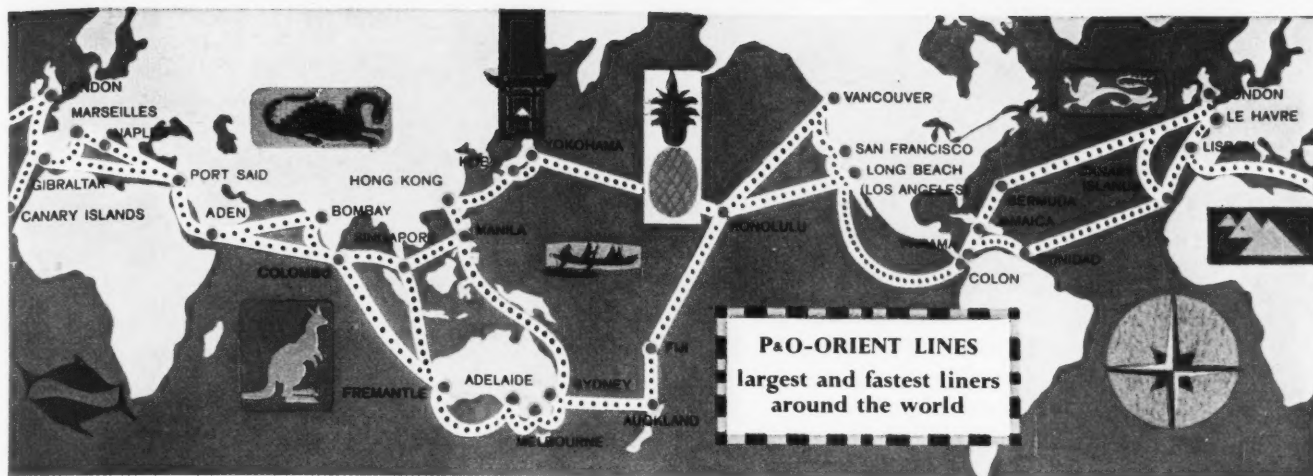 LONDON
MARSEILLES
NAPLES
GIBRALTAR
CANARY ISLANDS
PORT SAID
ADEN
BOMBAY
COLOMBO
SINGAPORE
HONG KONG
KOBE
YOKOHAMA
MANILA
FREMANTLE
ADELAIDE
MELBOURNE
SYDNEY
AUCKLAND
FIJI
HONOLULU
VANCOUVER
SAN FRANCISCO
LONG BEACH
(LOS ANGELES)
PANAMA
COLON
JAMAICA
BERMUDA
TRINIDAD
CANARY
ISLANDS
LONDON
LE HAVRE
LISBON
P&O-ORIENT LINES
largest and fastest liners
around the world